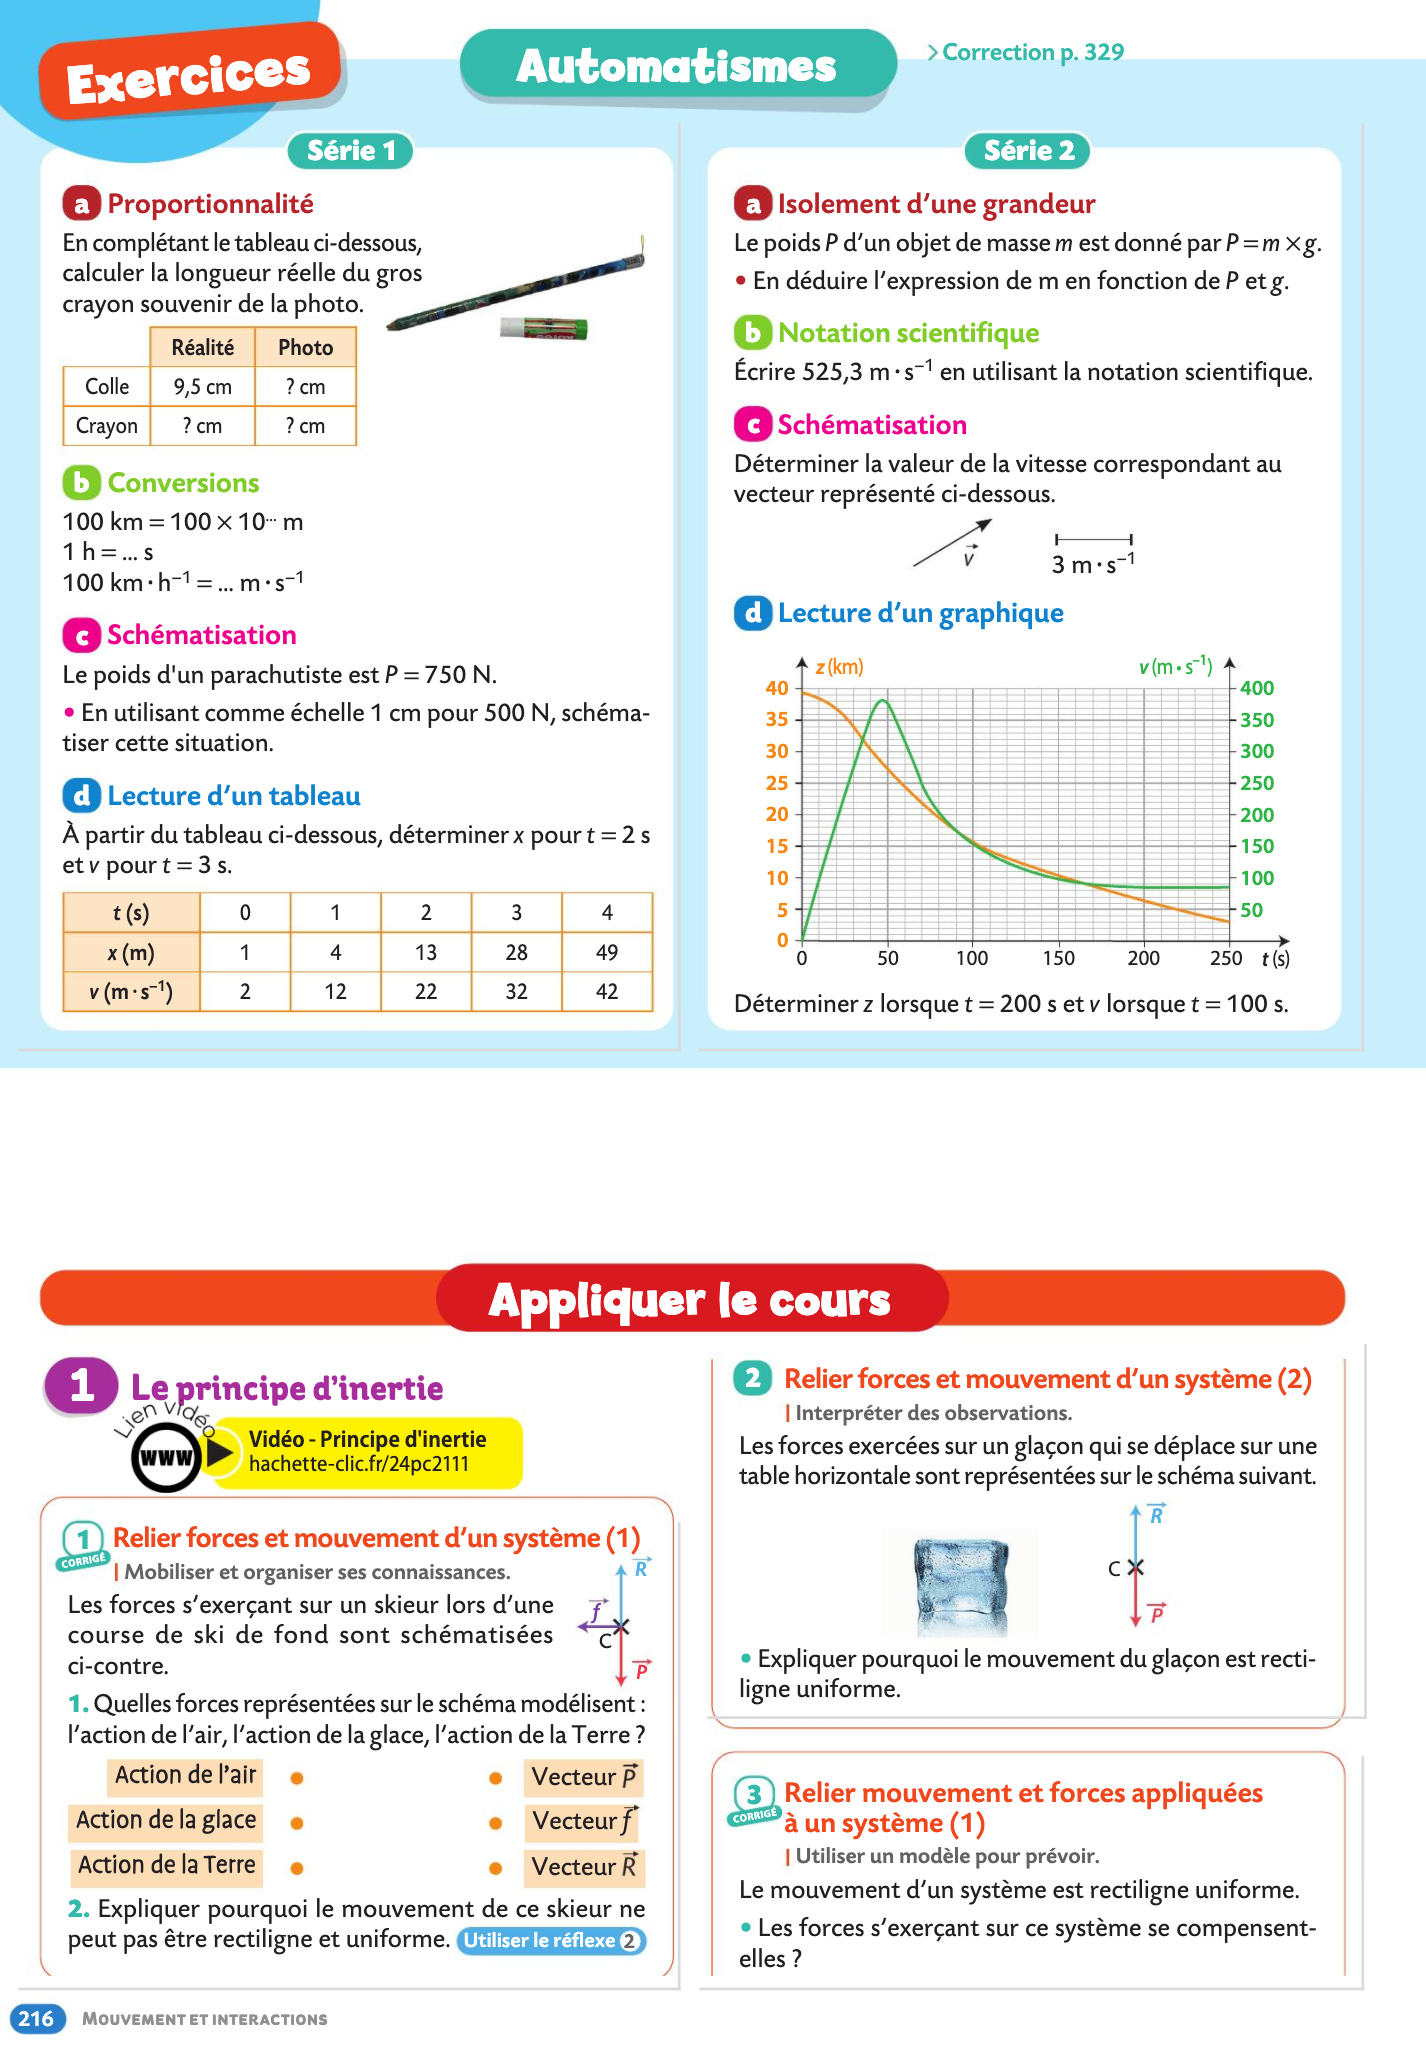 Exercices
Automatismes
> Correction p. 329
Série 1
a Proportionnalité
En complétant le tableau ci-dessous,
calculer la longueur réelle du gros
crayon souvenir de la photo.
Réalité Photo
Colle 9,5 cm ? cm
Crayon ? cm ? cm
b Conversions
100 km = 100 × 10^... m
1 h = ... s
100 km · h⁻¹ = ... m · s⁻¹
c Schématisation
Le poids d'un parachutiste est P = 750 N.
• En utilisant comme échelle 1 cm pour 500 N, schéma-
tiser cette situation.
d Lecture d'un tableau
À partir du tableau ci-dessous, déterminer x pour t = 2 s
et v pour t = 3 s.
t (s) 0 1 2 3 4
x (m) 1 4 13 28 49
v (m · s⁻¹) 2 12 22 32 42
Série 2
a Isolement d'une grandeur
Le poids P d'un objet de masse m est donné par P = m × g.
• En déduire l'expression de m en fonction de P et g.
b Notation scientifique
Écrire 525,3 m · s⁻¹ en utilisant la notation scientifique.
c Schématisation
Déterminer la valeur de la vitesse correspondant au
vecteur représenté ci-dessous.
v⃗
3 m · s⁻¹
d Lecture d'un graphique
z (km) v (m · s⁻¹)
40 400
35 350
30 300
25 250
20 200
15 150
10 100
5 50
0
0 50 100 150 200 250 t (s)
Déterminer z lorsque t = 200 s et v lorsque t = 100 s.
Appliquer le cours
1 Le principe d'inertie
Lien vidéo
www
Vidéo - Principe d'inertie
hachette-clic.fr/24pc2111
1 Relier forces et mouvement d'un système (1)
CORRIGÉ
| Mobiliser et organiser ses connaissances.
Les forces s'exerçant sur un skieur lors d'une
course de ski de fond sont schématisées
ci-contre.
R⃗
f⃗
C
P⃗
1. Quelles forces représentées sur le schéma modélisent :
l'action de l'air, l'action de la glace, l'action de la Terre ?
Action de l'air • • Vecteur P⃗
Action de la glace • • Vecteur f⃗
Action de la Terre • • Vecteur R⃗
2. Expliquer pourquoi le mouvement de ce skieur ne
peut pas être rectiligne et uniforme. Utiliser le réflexe 2
2 Relier forces et mouvement d'un système (2)
| Interpréter des observations.
Les forces exercées sur un glaçon qui se déplace sur une
table horizontale sont représentées sur le schéma suivant.
R⃗
C
P⃗
• Expliquer pourquoi le mouvement du glaçon est recti-
ligne uniforme.
3 Relier mouvement et forces appliquées
CORRIGÉ
à un système (1)
| Utiliser un modèle pour prévoir.
Le mouvement d'un système est rectiligne uniforme.
• Les forces s'exerçant sur ce système se compensent-
elles ?
216 MOUVEMENT ET INTERACTIONS